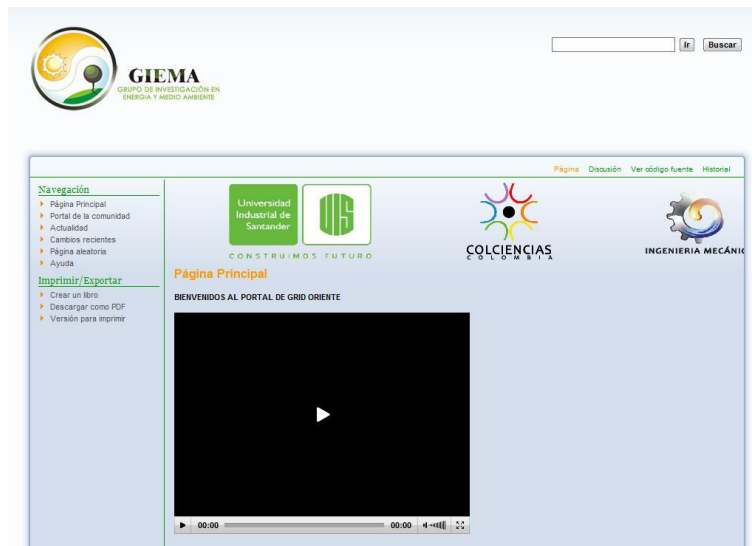 Ir Buscar
GIEMA
GRUPO DE INVESTIGACIÓN EN
ENERGIA Y MEDIO AMBIENTE
Página Discusión Ver código fuente Historial
Navegación
Página Principal
Portal de la comunidad
Actualidad
Cambios recientes
Página aleatoria
Ayuda
Imprimir/Exportar
Crear un libro
Descargar como PDF
Versión para imprimir
Universidad
Industrial de
Santander
UIS
CONSTRUIMOS FUTURO
COLCIENCIAS
COLOMBIA
INGENIERIA MECÁNIC
Página Principal
BIENVENIDOS AL PORTAL DE GRID ORIENTE
00:00 00:00